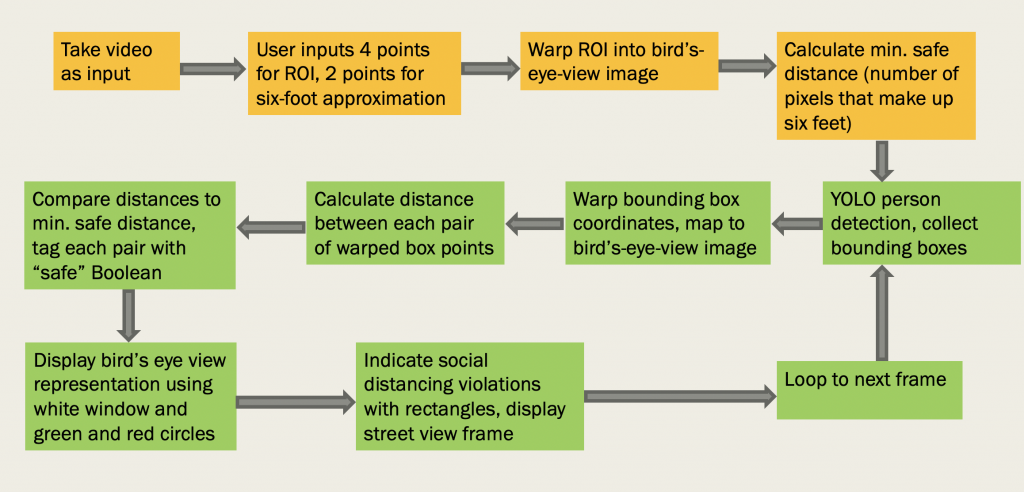 Take video
as input
User inputs 4 points
for ROI, 2 points for
six-foot approximation
Warp ROI into bird’s-
eye-view image
Calculate min. safe
distance (number of
pixels that make up
six feet)
YOLO person
detection, collect
bounding boxes
Warp bounding box
coordinates, map to
bird’s-eye-view image
Calculate distance
between each pair
of warped box points
Compare distances to
min. safe distance,
tag each pair with
“safe” Boolean
Display bird’s eye view
representation using
white window and
green and red circles
Indicate social
distancing violations
with rectangles, display
street view frame
Loop to next frame